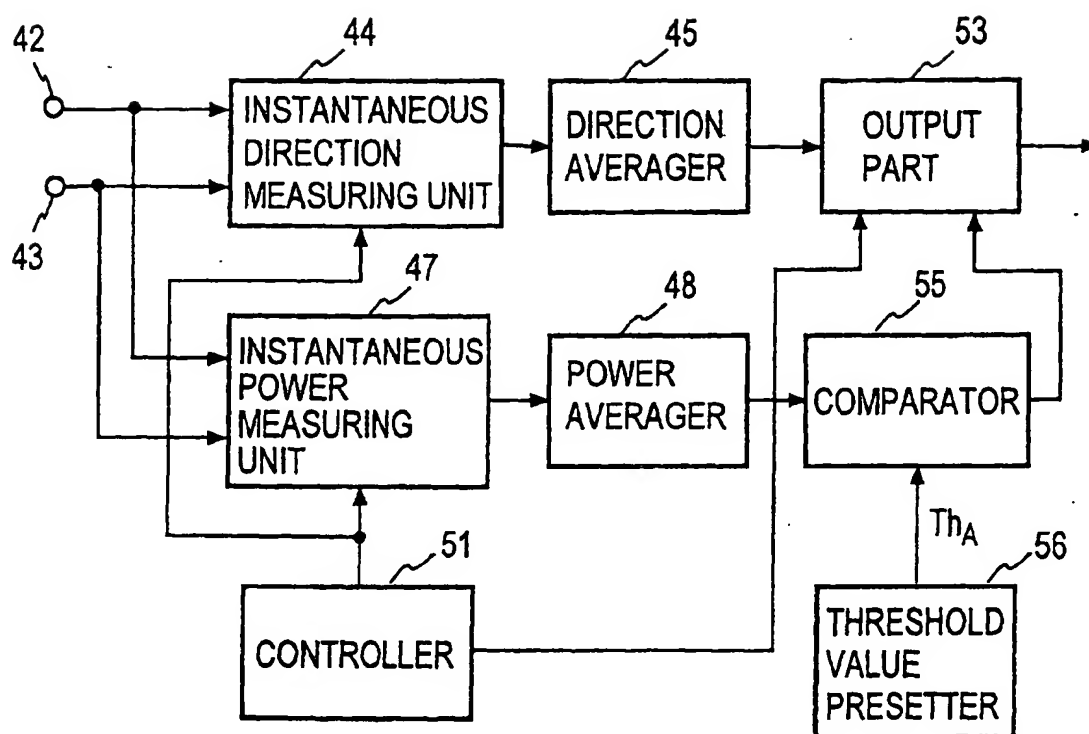 42
44
45
53
INSTANTANEOUS
DIRECTION
MEASURING UNIT
DIRECTION
AVERAGER
OUTPUT
PART
43
47
48
55
INSTANTANEOUS
POWER
MEASURING
UNIT
POWER
AVERAGER
COMPARATOR
51
ThA
56
CONTROLLER
THRESHOLD
VALUE
PRESETTER